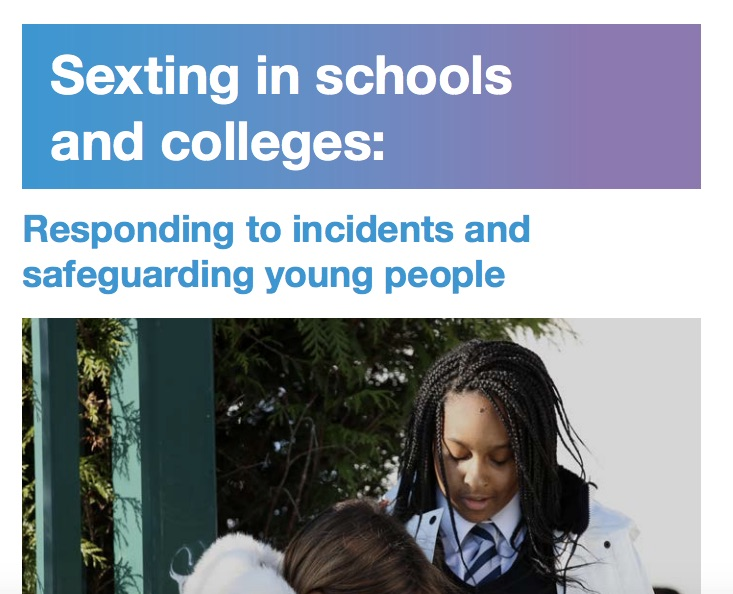 Sexting in schools
and colleges:
Responding to incidents and
safeguarding young people